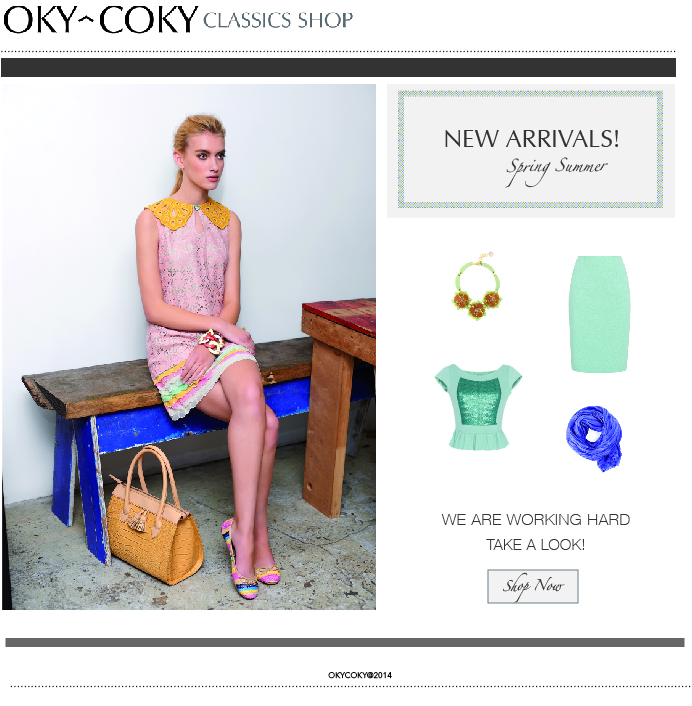 OKY^COKY CLASSICS SHOP
NEW ARRIVALS!
Spring Summer
WE ARE WORKING HARD
TAKE A LOOK!
Shop Now
OKYCOKY@2014